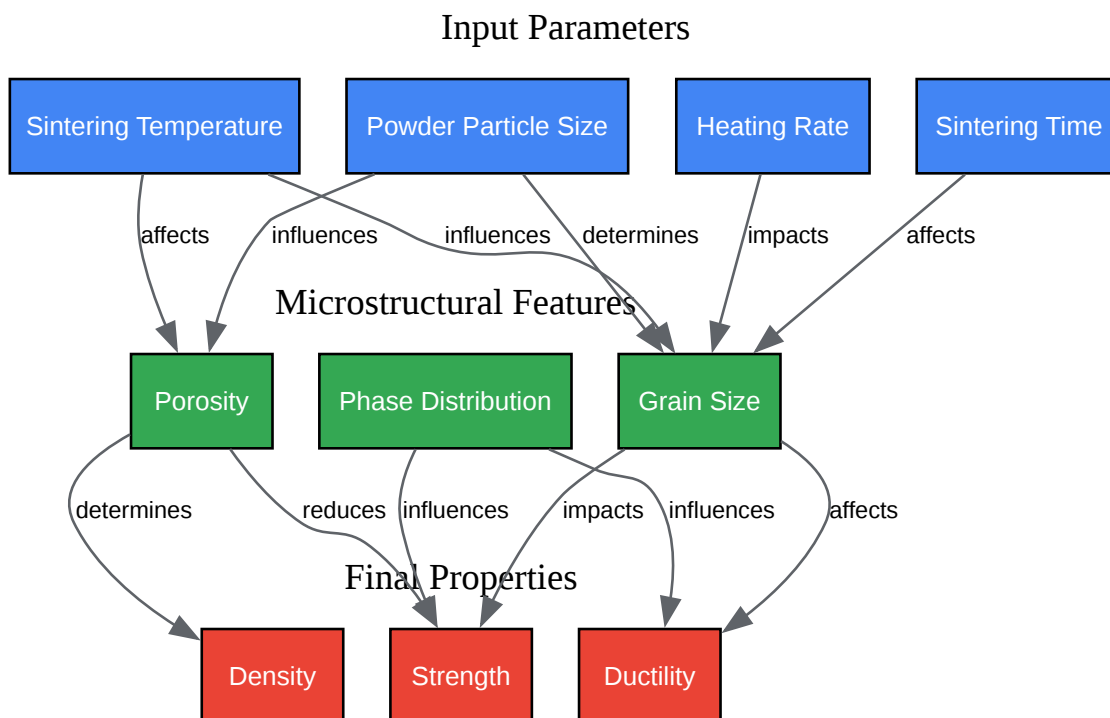 Input Parameters
Sintering Temperature
Powder Particle Size
Heating Rate
Sintering Time
affects
influences
influences
determines
impacts
affects
Microstructural Features
Porosity
Phase Distribution
Grain Size
determines
reduces
influences
impacts
influences
affects
Final Properties
Density
Strength
Ductility